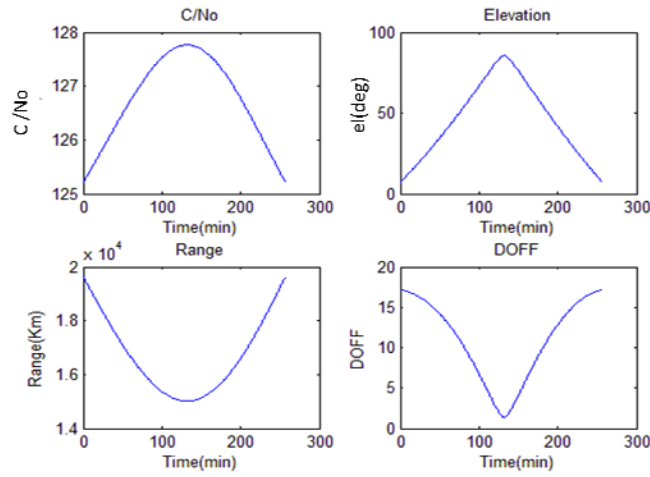 C/No
C /No
128
127
126
125
0 100 200 300
Time(min)
Elevation
el(deg)
100
50
0
0 100 200 300
Time(min)
Range
× 10⁴
Range(Km)
2
1.8
1.6
1.4
0 100 200 300
Time(min)
DOFF
DOFF
20
15
10
5
0
0 100 200 300
Time(min)